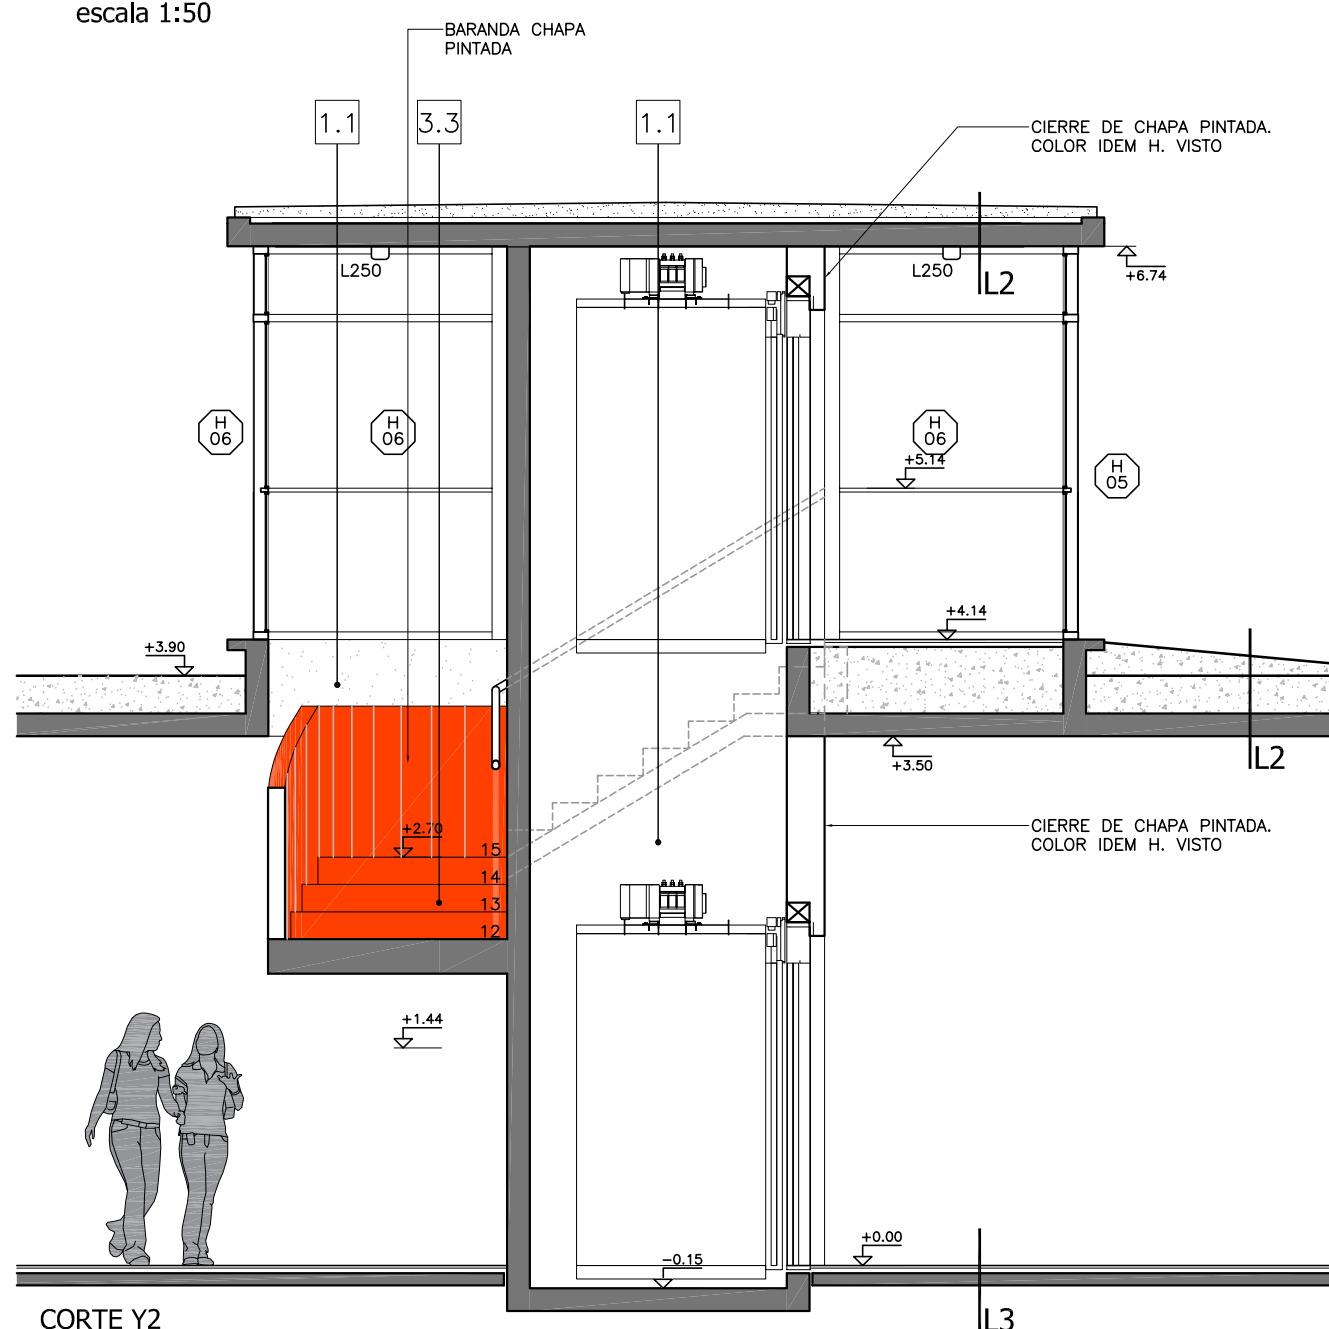 escala 1:50
BARANDA CHAPA
PINTADA
1.1
3.3
1.1
CIERRE DE CHAPA PINTADA.
COLOR IDEM H. VISTO
L250
L250
L2
+6.74
H
06
H
06
H
06
+5.14
H
05
+4.14
+3.90
L2
+3.50
+2.70
CIERRE DE CHAPA PINTADA.
COLOR IDEM H. VISTO
15
14
13
12
+1.44
+0.00
-0.15
CORTE Y2
L3